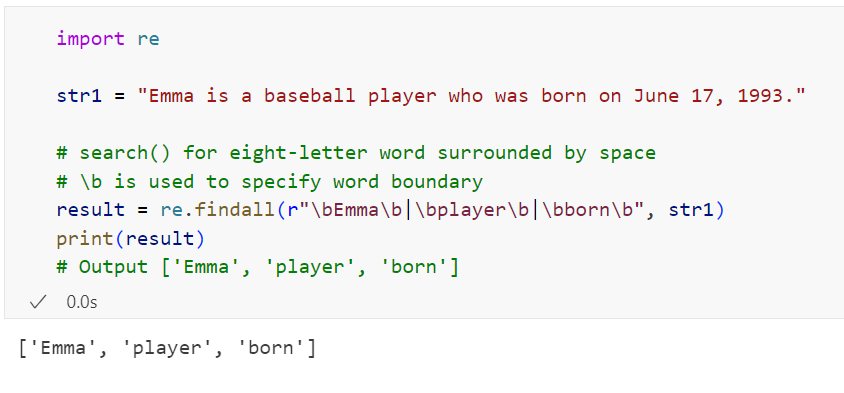 import re
str1 = "Emma is a baseball player who was born on June 17, 1993."
# search() for eight-letter word surrounded by space
# \b is used to specify word boundary
result = re.findall(r"\bEmma\b|\bplayer\b|\bborn\b", str1)
print(result)
# Output ['Emma', 'player', 'born']
✓ 0.0s
['Emma', 'player', 'born']